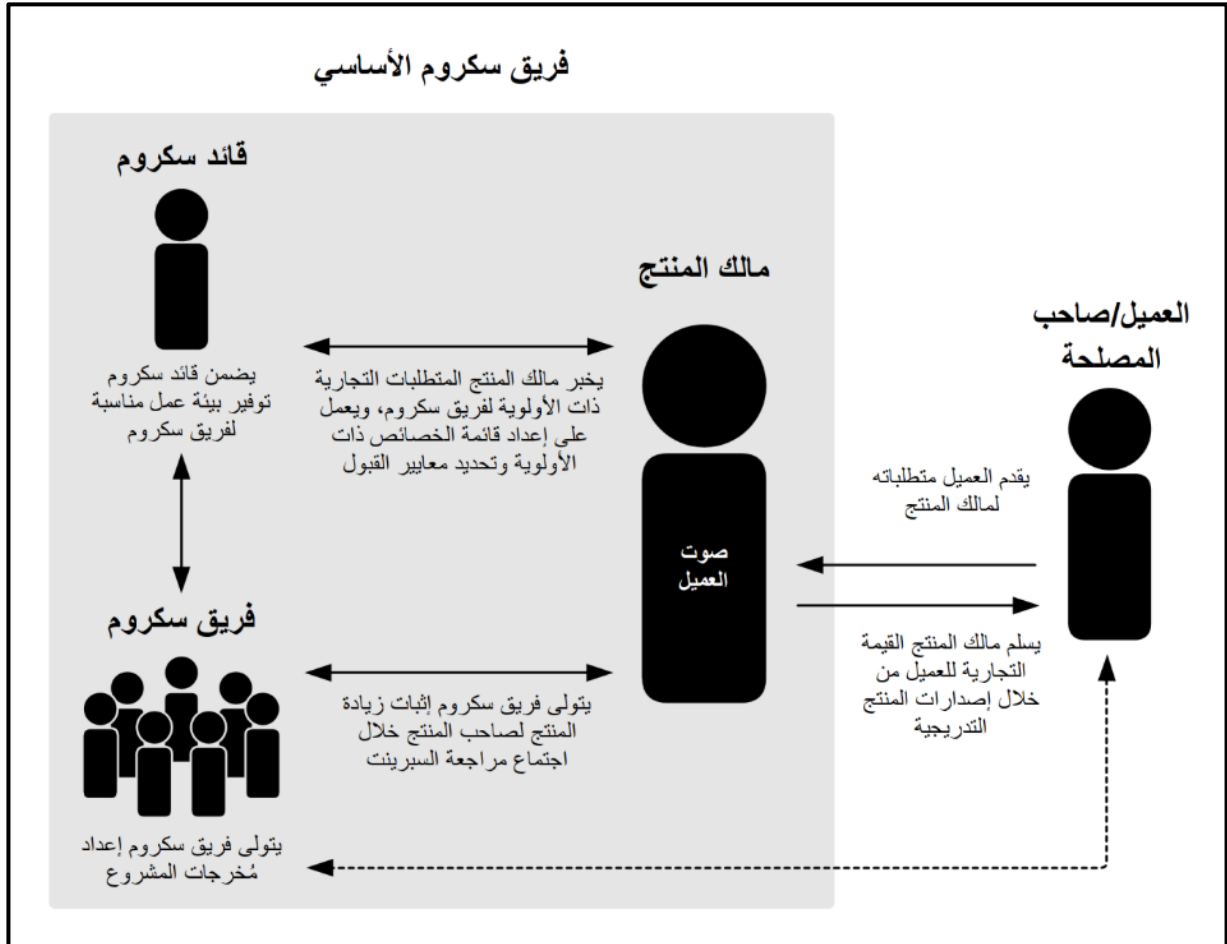 فريق سكروم الأساسي
قائد سكروم
يضمن قائد سكروم
توفير بيئة عمل مناسبة
لفريق سكروم
مالك المنتج
يخبر مالك المنتج المتطلبات التجارية
ذات الأولوية لفريق سكروم، ويعمل
على إعداد قائمة الخصائص ذات
الأولوية وتحديد معايير القبول
صوت
العميل
العميل/صاحب
المصلحة
يقدم العميل متطلباته
لمالك المنتج
يسلم مالك المنتج القيمة
التجارية للعميل من
خلال إصدارات المنتج
التدريجية
فريق سكروم
يتولى فريق سكروم إثبات زيادة
المنتج لصاحب المنتج خلال
اجتماع مراجعة السبرينت
يتولى فريق سكروم إعداد
مُخرجات المشروع